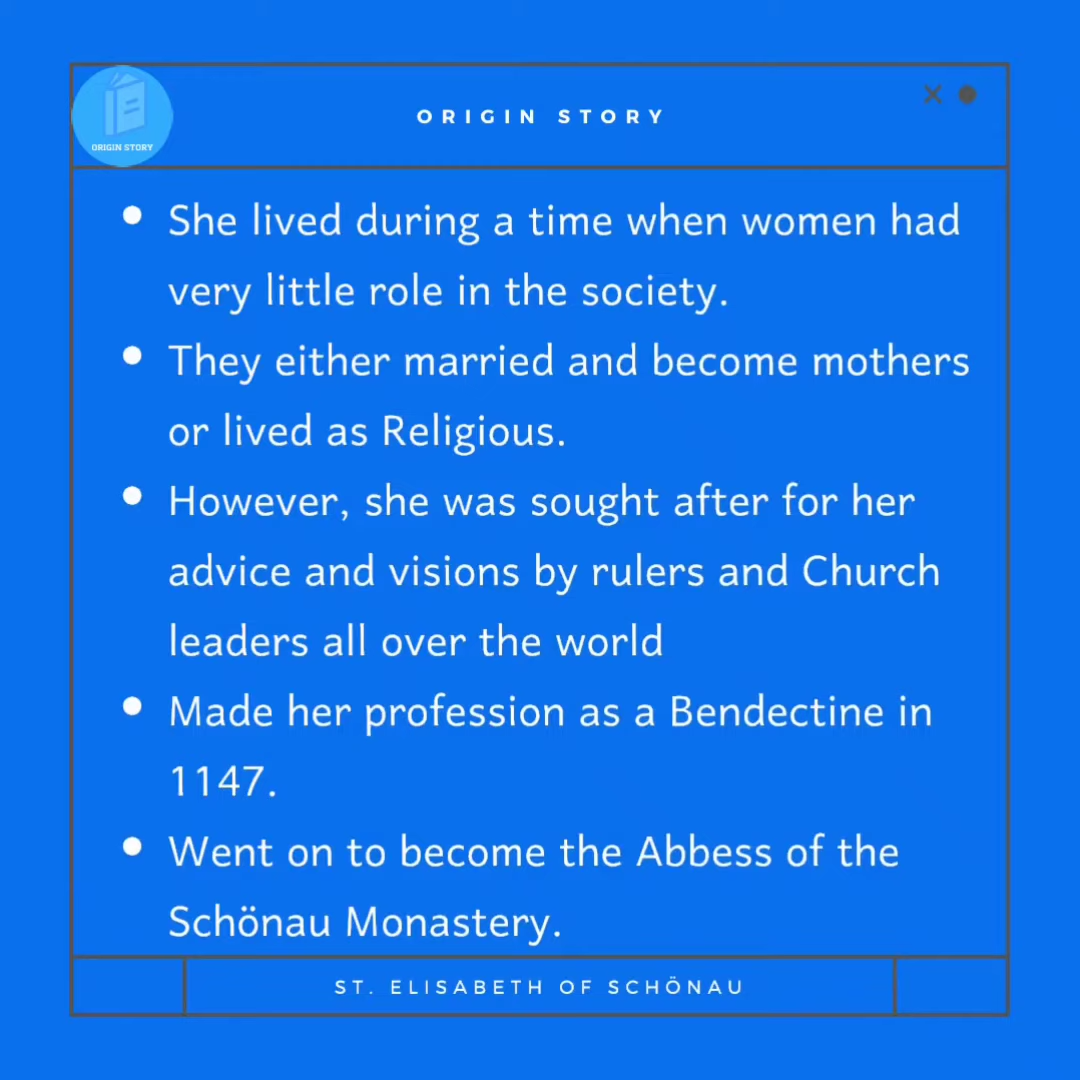 ORIGIN STORY
ORIGIN STORY
• She lived during a time when women had
very little role in the society.
• They either married and become mothers
or lived as Religious.
• However, she was sought after for her
advice and visions by rulers and Church
leaders all over the world
• Made her profession as a Bendectine in
1147.
• Went on to become the Abbess of the
Schönau Monastery.
ST. ELISABETH OF SCHÖNAU